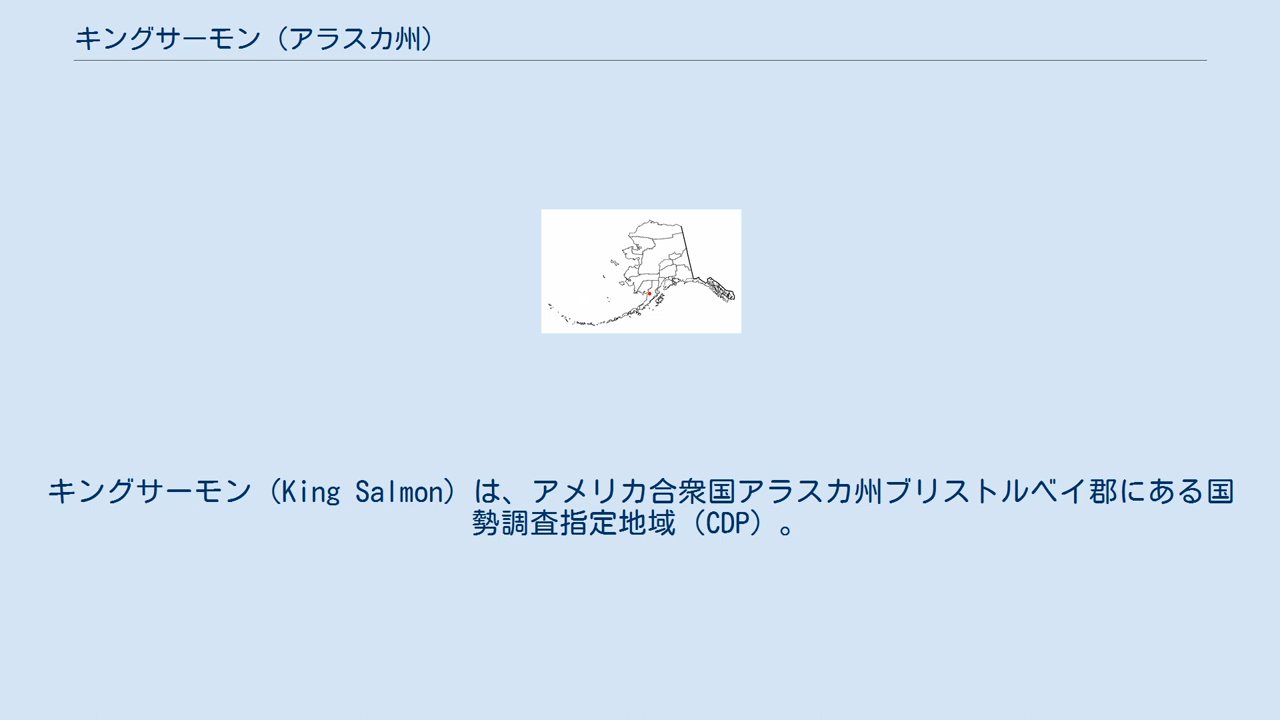 キングサーモン（アラスカ州）
キングサーモン（King Salmon）は、アメリカ合衆国アラスカ州ブリストルベイ郡にある国
勢調査指定地域（CDP）。